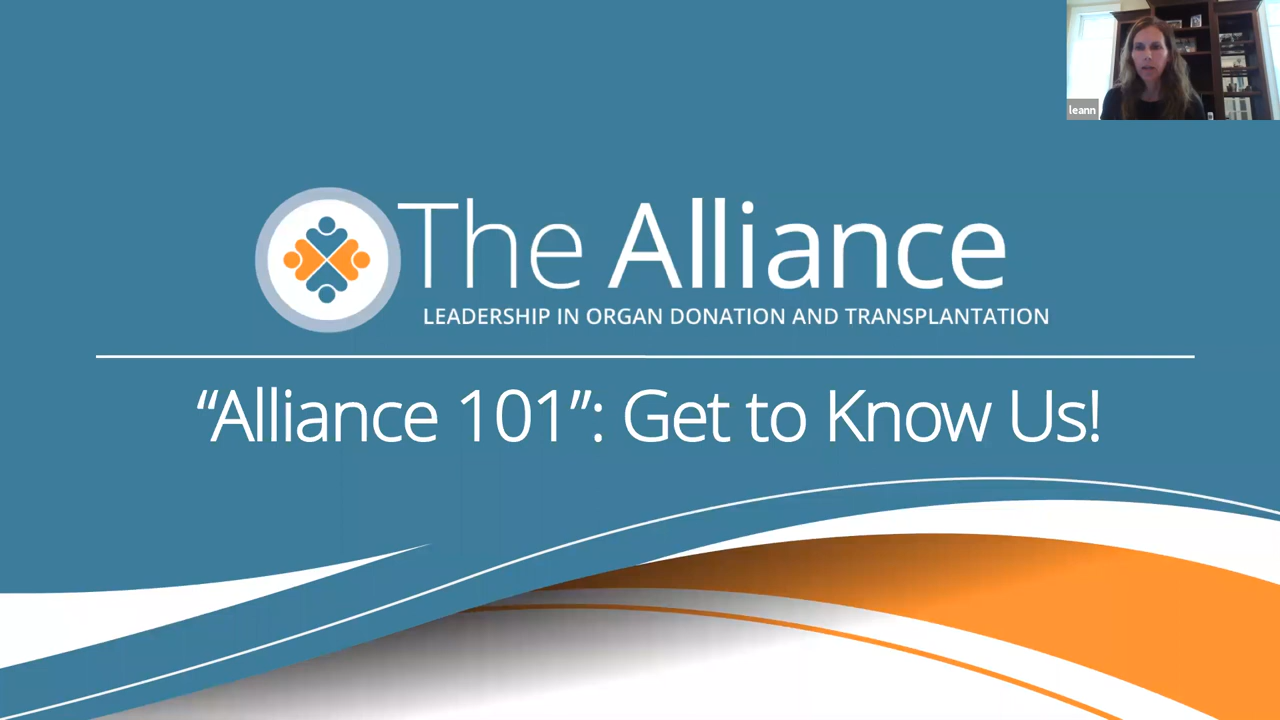 leann
The Alliance
LEADERSHIP IN ORGAN DONATION AND TRANSPLANTATION
“Alliance 101”: Get to Know Us!